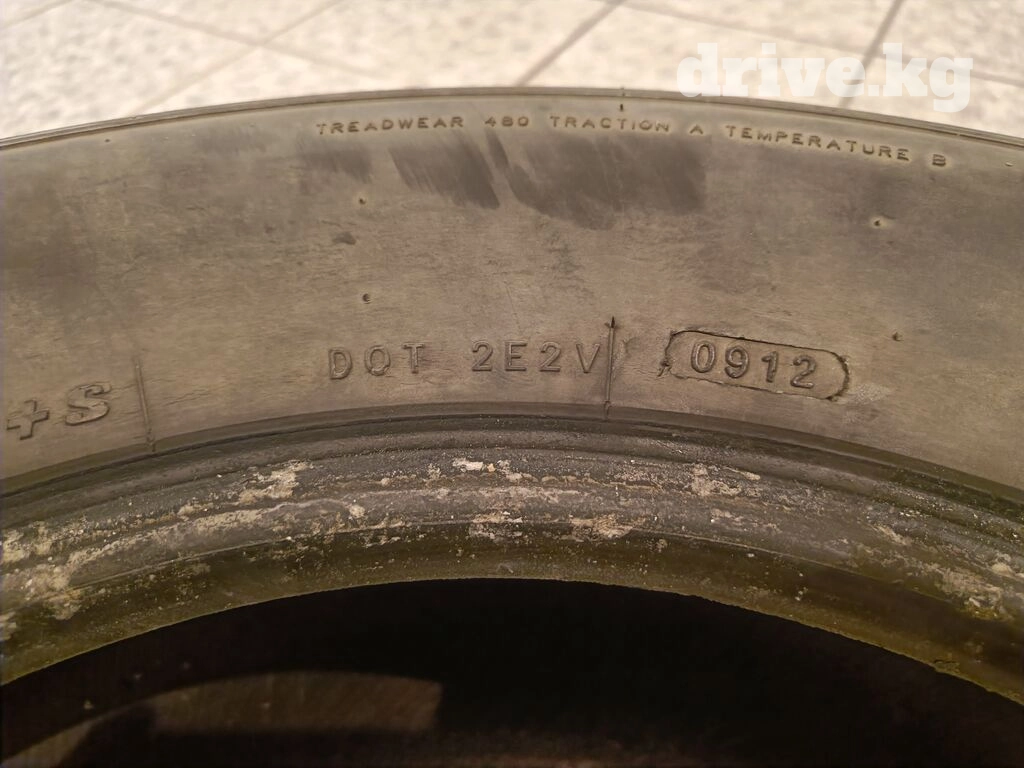 drive.kg
TREADWEAR 480 TRACTION A TEMPERATURE B
DOT 2E2V 0912
+S